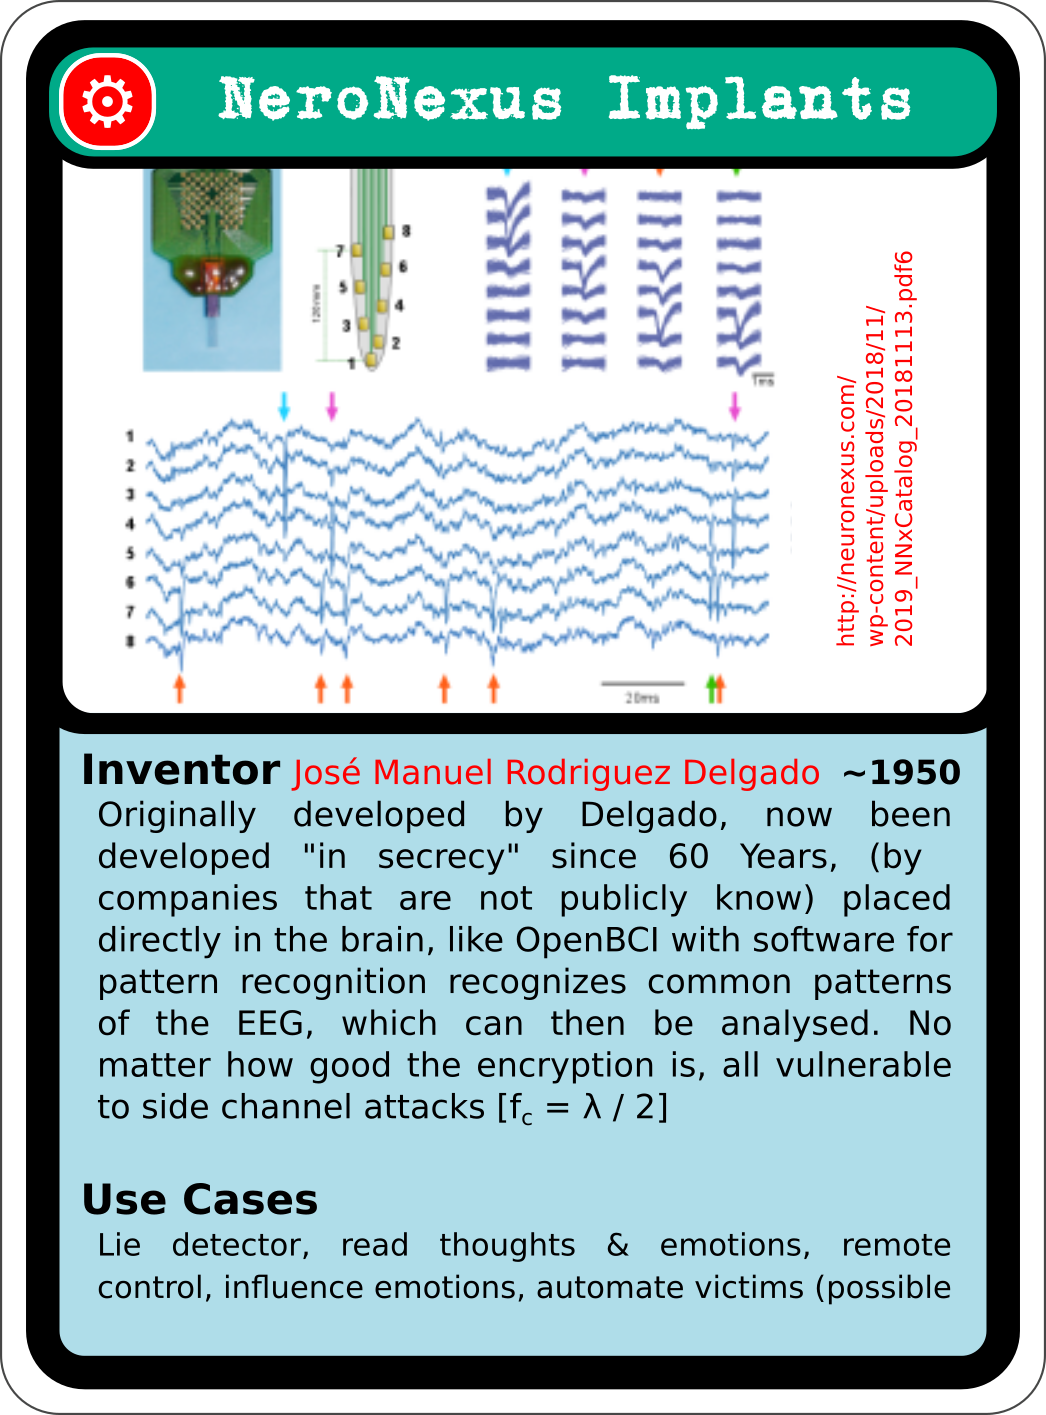 NeroNexus Implants
8
7
6
5
4
3
2
1
120mm
1ms
1
2
3
4
5
6
7
8
20ms
http://neuronexus.com/
wp-content/uploads/2018/11/
2019_NNxCatalog_20181113.pdf6
Inventor José Manuel Rodriguez Delgado ~1950
Originally developed by Delgado, now been
developed "in secrecy" since 60 Years, (by
companies that are not publicly know) placed
directly in the brain, like OpenBCI with software for
pattern recognition recognizes common patterns
of the EEG, which can then be analysed. No
matter how good the encryption is, all vulnerable
to side channel attacks [fc = λ / 2]
Use Cases
Lie detector, read thoughts & emotions, remote
control, influence emotions, automate victims (possible